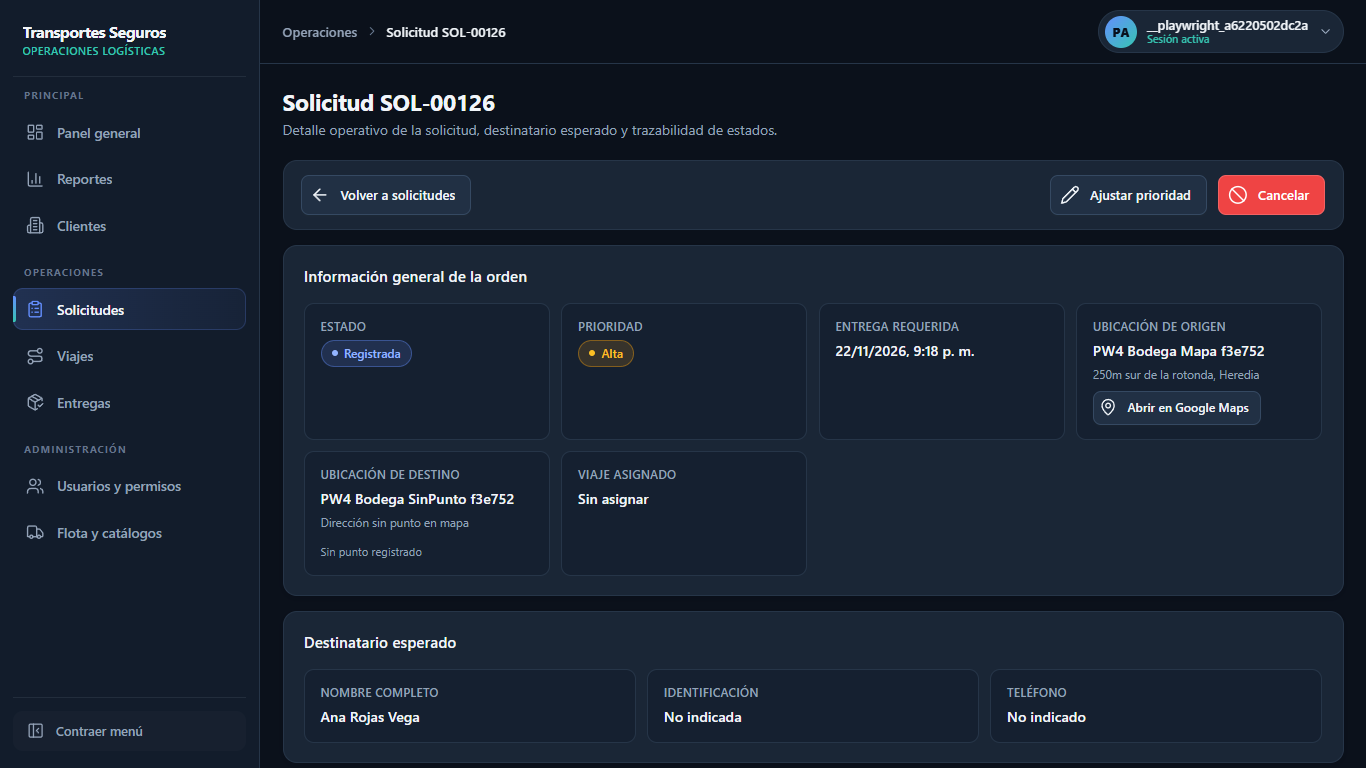 Transportes Seguros
OPERACIONES LOGÍSTICAS
PRINCIPAL
Panel general
Reportes
Clientes
OPERACIONES
Solicitudes
Viajes
Entregas
ADMINISTRACIÓN
Usuarios y permisos
Flota y catálogos
Contraer menú
Operaciones
Solicitud SOL-00126
PA
__playwright_a6220502dc2a
Sesión activa
Solicitud SOL-00126
Detalle operativo de la solicitud, destinatario esperado y trazabilidad de estados.
Volver a solicitudes
Ajustar prioridad
Cancelar
Información general de la orden
ESTADO
Registrada
PRIORIDAD
Alta
ENTREGA REQUERIDA
22/11/2026, 9:18 p. m.
UBICACIÓN DE ORIGEN
PW4 Bodega Mapa f3e752
250m sur de la rotonda, Heredia
Abrir en Google Maps
UBICACIÓN DE DESTINO
PW4 Bodega SinPunto f3e752
Dirección sin punto en mapa
Sin punto registrado
VIAJE ASIGNADO
Sin asignar
Destinatario esperado
NOMBRE COMPLETO
Ana Rojas Vega
IDENTIFICACIÓN
No indicada
TELÉFONO
No indicado